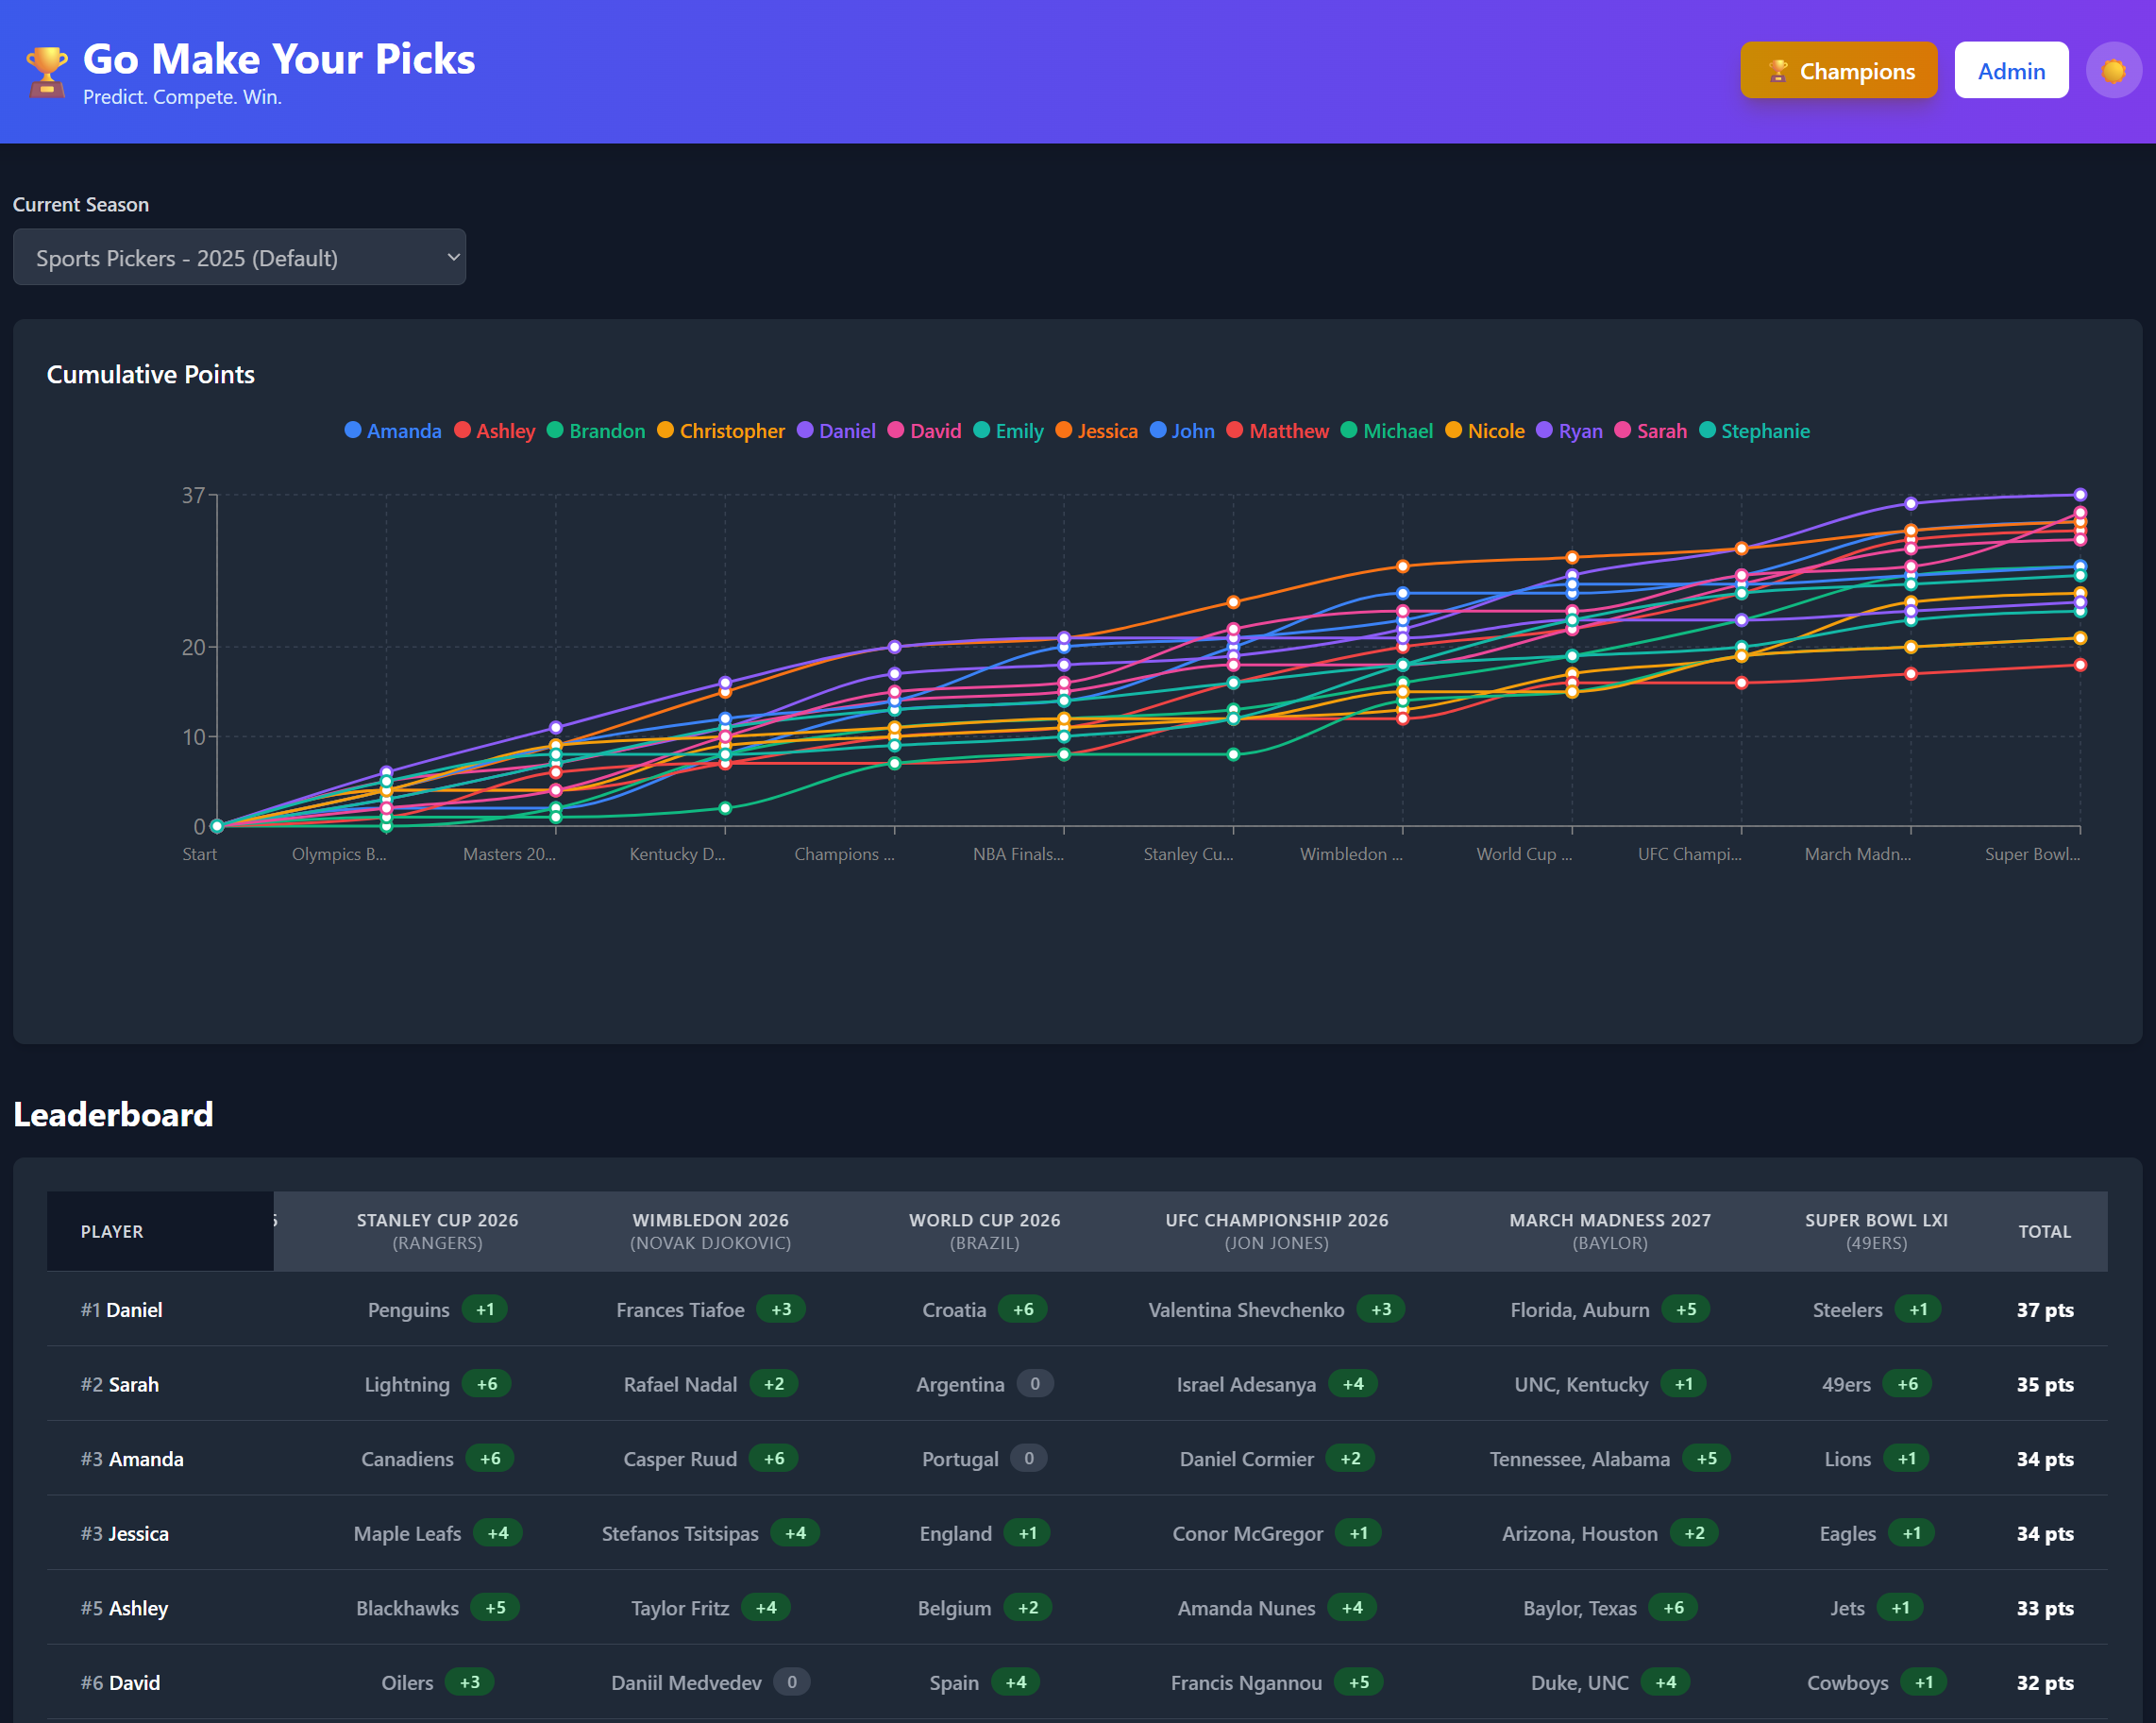 Go Make Your Picks
Predict. Compete. Win.
Champions
Admin
Current Season
Sports Pickers - 2025 (Default)
Cumulative Points
Amanda Ashley Brandon Christopher Daniel David Emily Jessica John Matthew Michael Nicole Ryan Sarah Stephanie
37
20
10
0
Start Olympics B... Masters 20... Kentucky D... Champions ... NBA Finals... Stanley Cu... Wimbledon ... World Cup ... UFC Champi... March Madn... Super Bowl...
Leaderboard
PLAYER STANLEY CUP 2026 WIMBLEDON 2026 WORLD CUP 2026 UFC CHAMPIONSHIP 2026 MARCH MADNESS 2027 SUPER BOWL LXI TOTAL
(RANGERS) (NOVAK DJOKOVIC) (BRAZIL) (JON JONES) (BAYLOR) (49ERS)
#1 Daniel Penguins +1 Frances Tiafoe +3 Croatia +6 Valentina Shevchenko +3 Florida, Auburn +5 Steelers +1 37 pts
#2 Sarah Lightning +6 Rafael Nadal +2 Argentina 0 Israel Adesanya +4 UNC, Kentucky +1 49ers +6 35 pts
#3 Amanda Canadiens +6 Casper Ruud +6 Portugal 0 Daniel Cormier +2 Tennessee, Alabama +5 Lions +1 34 pts
#3 Jessica Maple Leafs +4 Stefanos Tsitsipas +4 England +1 Conor McGregor +1 Arizona, Houston +2 Eagles +1 34 pts
#5 Ashley Blackhawks +5 Taylor Fritz +4 Belgium +2 Amanda Nunes +4 Baylor, Texas +6 Jets +1 33 pts
#6 David Oilers +3 Daniil Medvedev 0 Spain +4 Francis Ngannou +5 Duke, UNC +4 Cowboys +1 32 pts